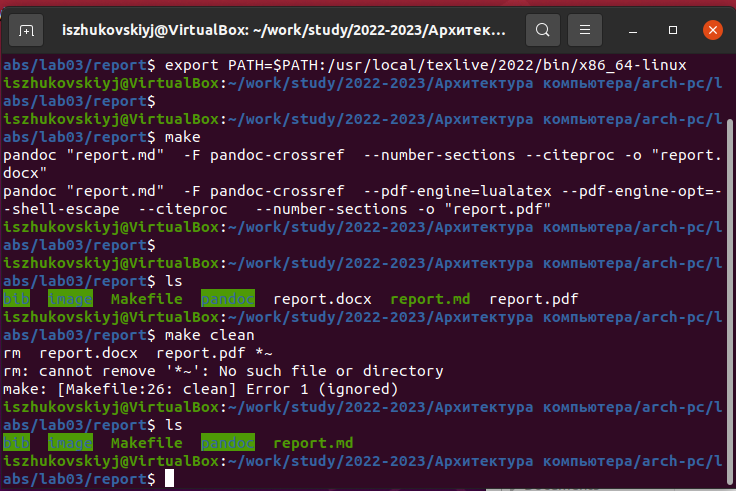 iszhukovskiyj@VirtualBox: ~/work/study/2022-2023/Архитек...
abs/lab03/report$ export PATH=$PATH:/usr/local/texlive/2022/bin/x86_64-linux
iszhukovskiyj@VirtualBox:~/work/study/2022-2023/Архитектура компьютера/arch-pc/l
abs/lab03/report$
iszhukovskiyj@VirtualBox:~/work/study/2022-2023/Архитектура компьютера/arch-pc/l
abs/lab03/report$ make
pandoc "report.md"  -F pandoc-crossref  --number-sections --citeproc -o "report.
docx"
pandoc "report.md"  -F pandoc-crossref  --pdf-engine=lualatex --pdf-engine-opt=-
-shell-escape  --citeproc   --number-sections -o "report.pdf"
iszhukovskiyj@VirtualBox:~/work/study/2022-2023/Архитектура компьютера/arch-pc/l
abs/lab03/report$
iszhukovskiyj@VirtualBox:~/work/study/2022-2023/Архитектура компьютера/arch-pc/l
abs/lab03/report$ ls
bib  image  Makefile  pandoc  report.docx  report.md  report.pdf
iszhukovskiyj@VirtualBox:~/work/study/2022-2023/Архитектура компьютера/arch-pc/l
abs/lab03/report$ make clean
rm  report.docx  report.pdf *~
rm: cannot remove '*~': No such file or directory
make: [Makefile:26: clean] Error 1 (ignored)
iszhukovskiyj@VirtualBox:~/work/study/2022-2023/Архитектура компьютера/arch-pc/l
abs/lab03/report$ ls
bib  image  Makefile  pandoc  report.md
iszhukovskiyj@VirtualBox:~/work/study/2022-2023/Архитектура компьютера/arch-pc/l
abs/lab03/report$